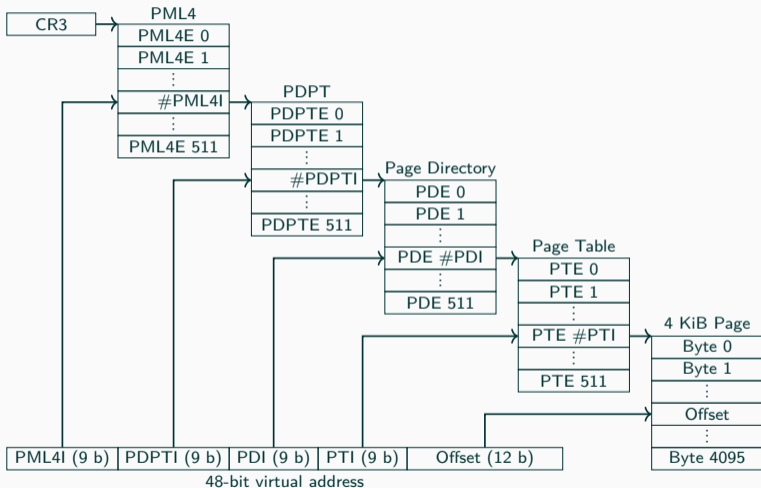 CR3
PML4
PML4E 0
PML4E 1
⋮
#PML4I
⋮
PML4E 511
PDPT
PDPTE 0
PDPTE 1
⋮
#PDPTI
⋮
PDPTE 511
Page Directory
PDE 0
PDE 1
⋮
PDE #PDI
⋮
PDE 511
Page Table
PTE 0
PTE 1
⋮
PTE #PTI
⋮
PTE 511
4 KiB Page
Byte 0
Byte 1
⋮
Offset
⋮
Byte 4095
PML4I (9 b) PDPTI (9 b) PDI (9 b) PTI (9 b) Offset (12 b)
48-bit virtual address